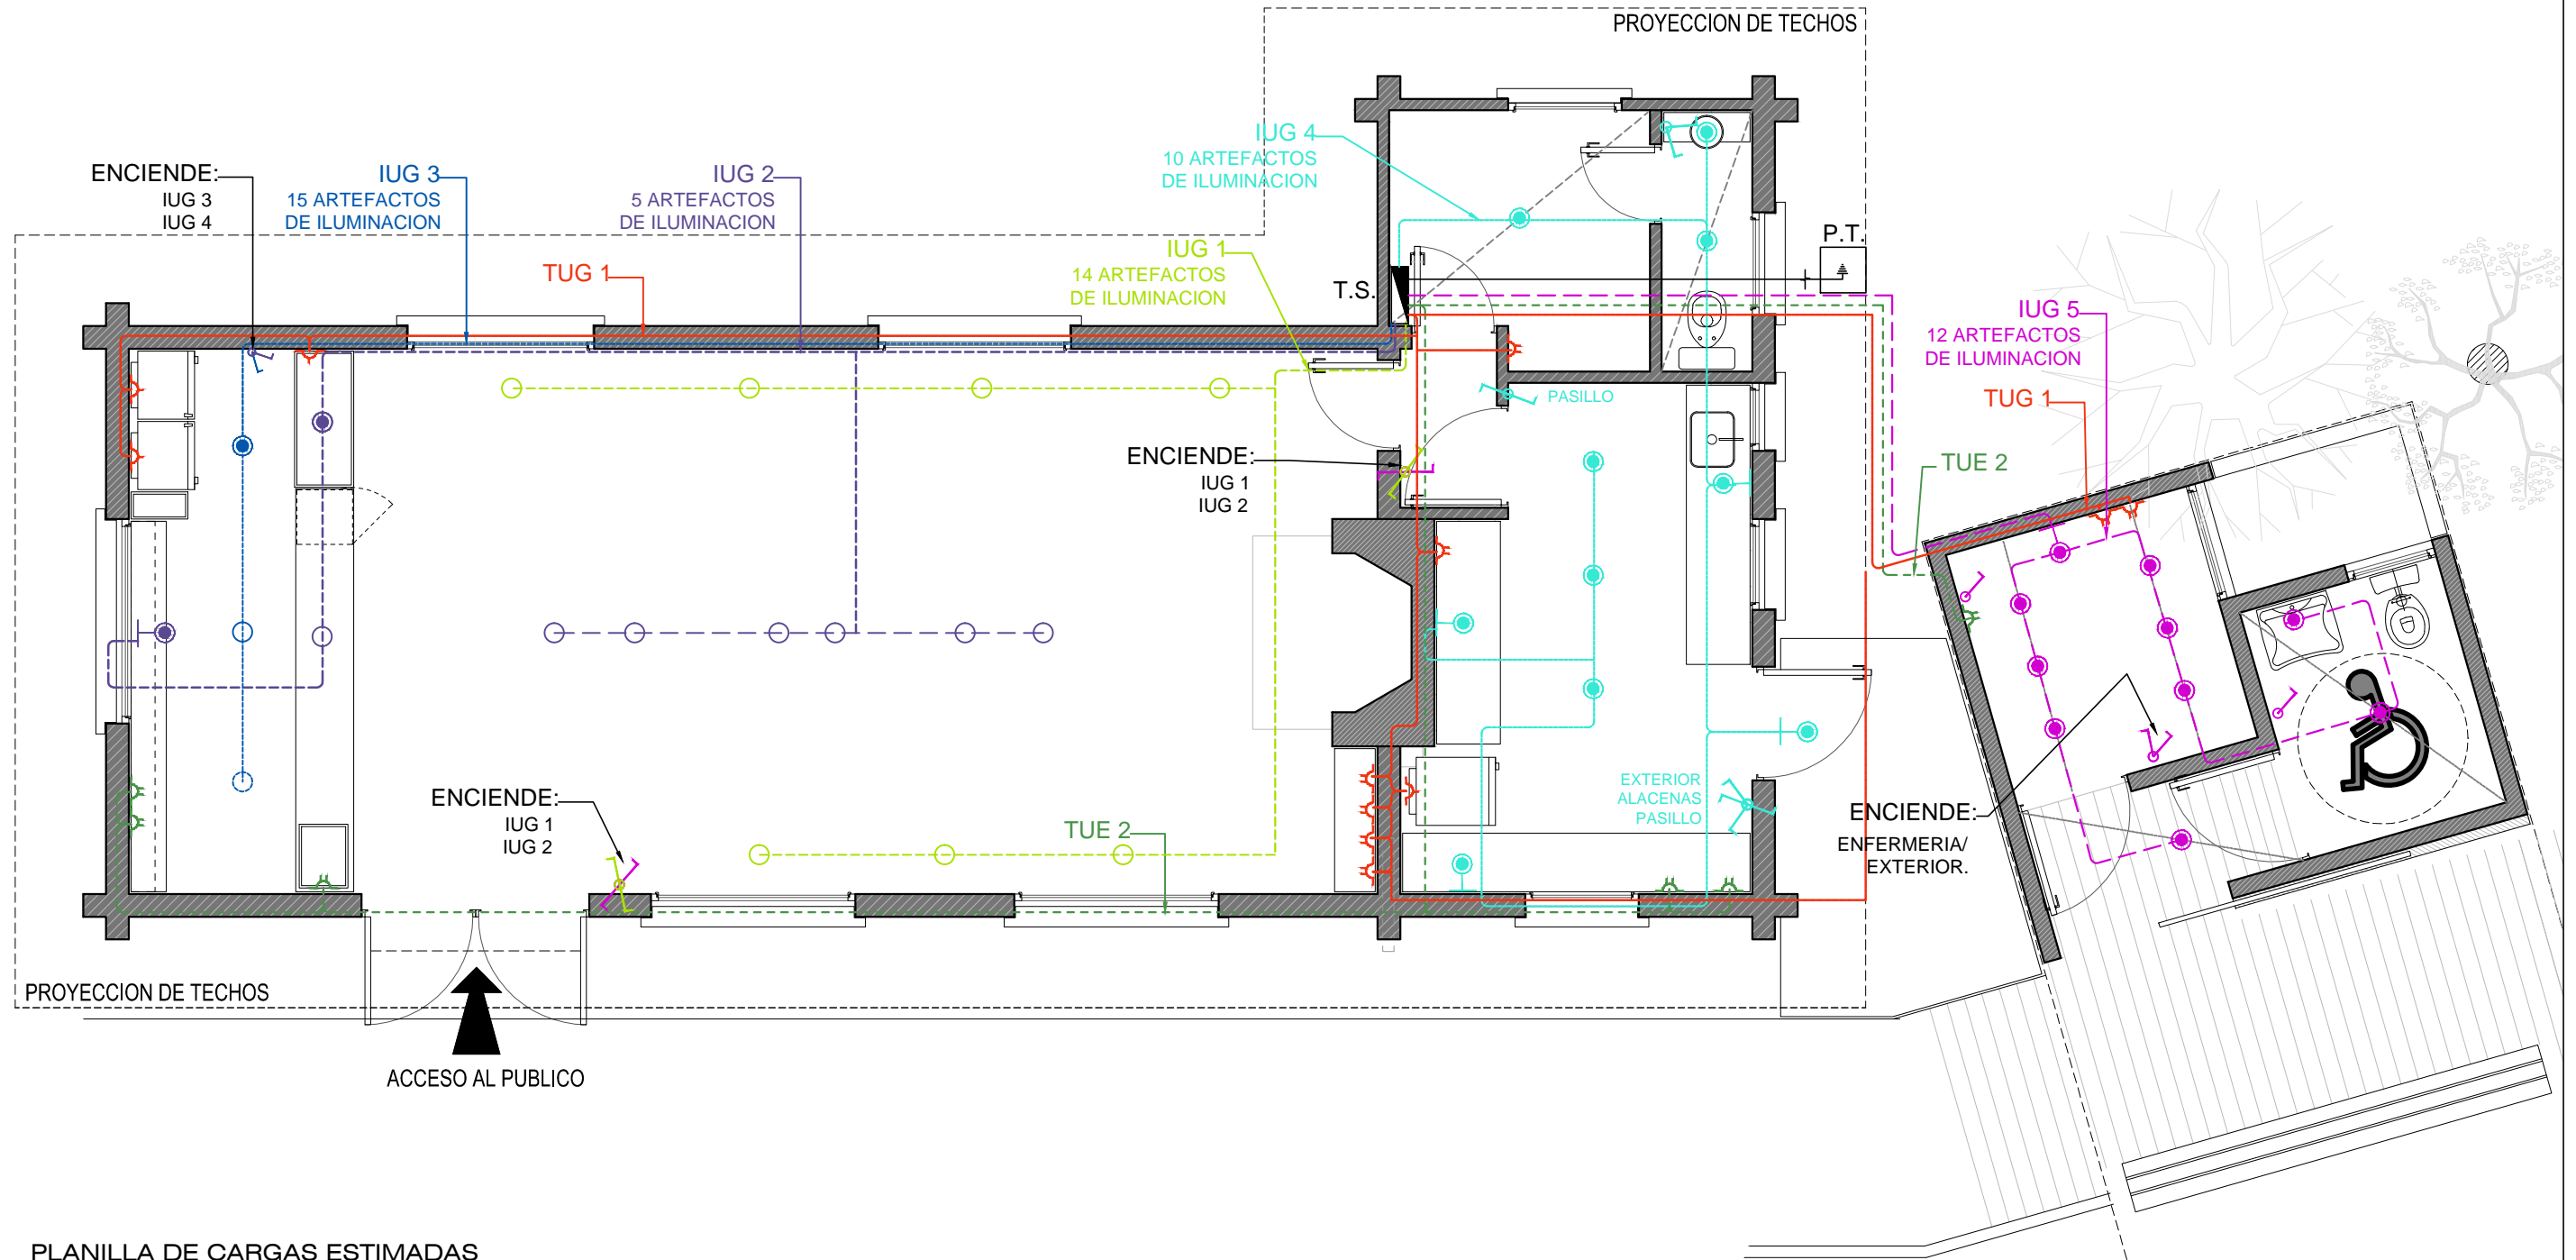 PROYECCION DE TECHOS
IUG 4
10 ARTEFACTOS
DE ILUMINACION
ENCIENDE:
IUG 3
IUG 4
IUG 3
15 ARTEFACTOS
DE ILUMINACION
IUG 2
5 ARTEFACTOS
DE ILUMINACION
TUG 1
IUG 1
14 ARTEFACTOS
DE ILUMINACION
T.S.
P.T.
IUG 5
12 ARTEFACTOS
DE ILUMINACION
TUG 1
TUE 2
PASILLO
ENCIENDE:
IUG 1
IUG 2
ENCIENDE:
IUG 1
IUG 2
TUE 2
EXTERIOR
ALACENAS
PASILLO
ENCIENDE:
ENFERMERIA/
EXTERIOR.
PROYECCION DE TECHOS
ACCESO AL PUBLICO
PLANILLA DE CARGAS ESTIMADAS